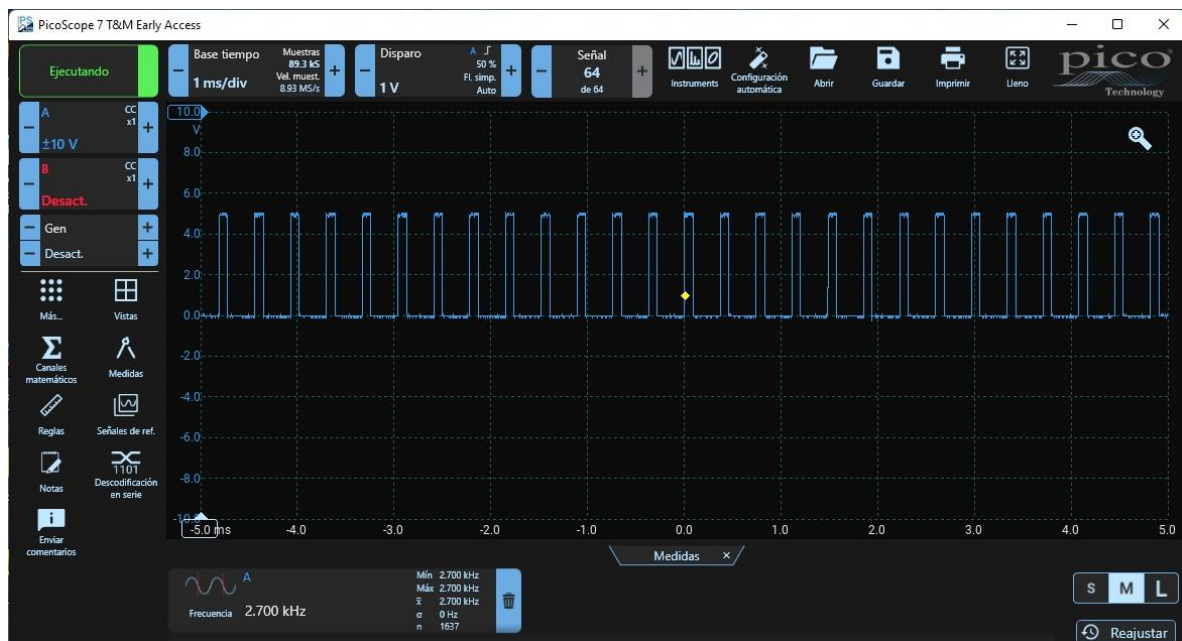 PS
PicoScope 7 T&M Early Access
Ejecutando
Base tiempo
1 ms/div
Muestras
89.3 kS
Vel. muest.
8.93 MS/s
Disparo
1 V
A
50 %
Fl. simp.
Auto
Señal
64
de 64
Instruments
Configuración
automática
Abrir
Guardar
Imprimir
Lleno
pico
Technology
A
CC
x1
±10 V
B
CC
x1
Desact.
Gen
Desact.
Más...
Vistas
Canales
matemáticos
Medidas
Reglas
Señales de ref.
Notas
1101
Descodificación
en serie
Enviar
comentarios
10.0
V
8.0
6.0
4.0
2.0
0.0
-2.0
-4.0
-6.0
-8.0
-10.0
-5.0 ms -4.0 -3.0 -2.0 -1.0 0.0 1.0 2.0 3.0 4.0 5.0
Medidas ×
A
Frecuencia 2.700 kHz
Mín 2.700 kHz
Máx 2.700 kHz
x̄ 2.700 kHz
σ 0 Hz
n 1637
S M L
Reajustar